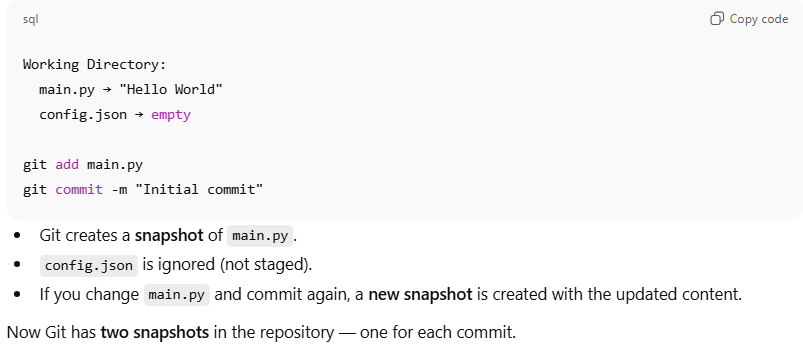 sql
Copy code
Working Directory:
main.py → "Hello World"
config.json → empty
git add main.py
git commit -m "Initial commit"
• Git creates a snapshot of main.py.
• config.json is ignored (not staged).
• If you change main.py and commit again, a new snapshot is created with the updated content.
Now Git has two snapshots in the repository — one for each commit.